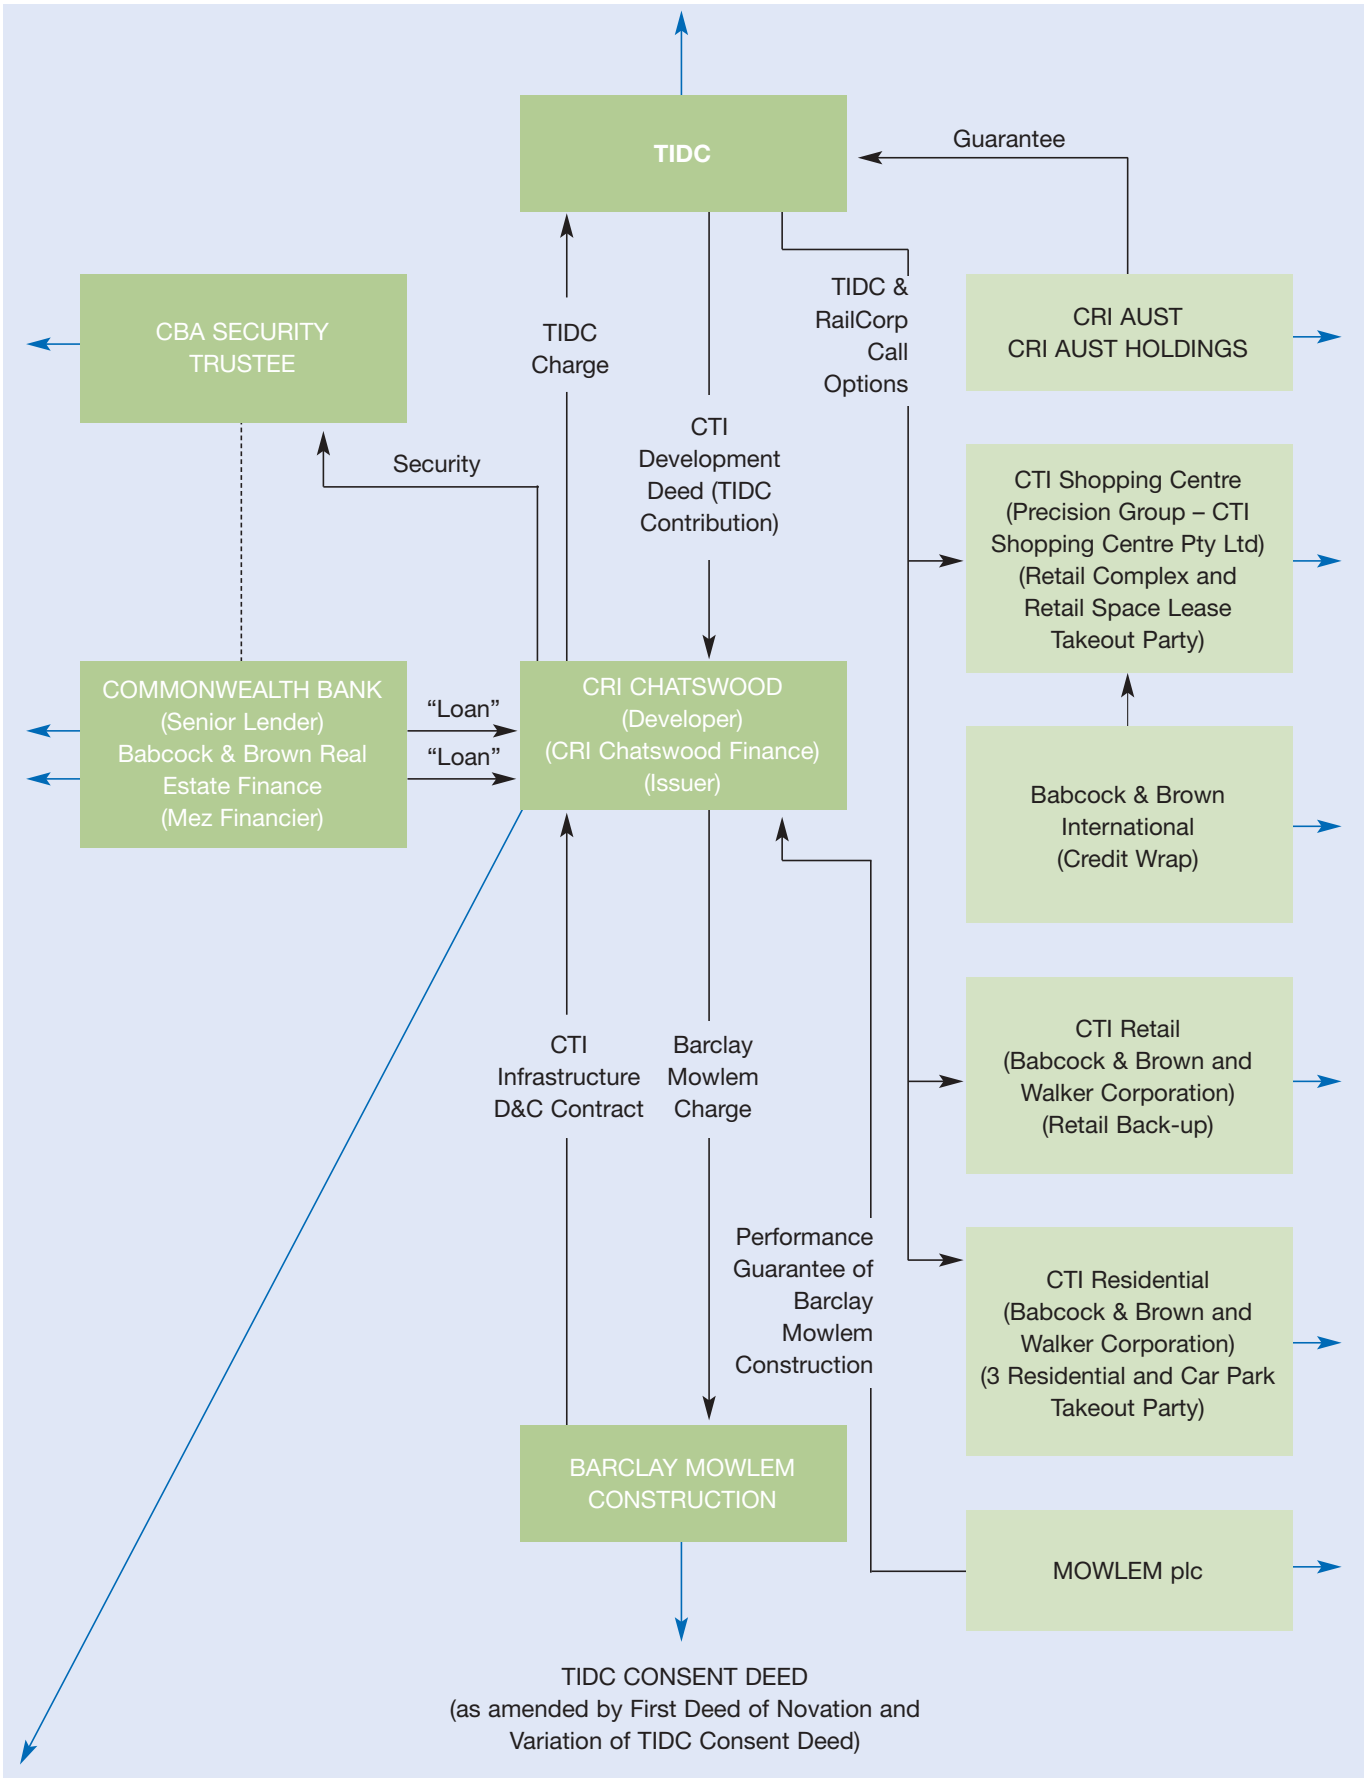 TIDC
Guarantee
TIDC &
RailCorp
Call
Options
CRI AUST
CRI AUST HOLDINGS
CBA SECURITY
TRUSTEE
TIDC
Charge
CTI
Development
Deed (TIDC
Contribution)
Security
CTI Shopping Centre
(Precision Group – CTI
Shopping Centre Pty Ltd)
(Retail Complex and
Retail Space Lease
Takeout Party)
COMMONWEALTH BANK
(Senior Lender)
Babcock & Brown Real
Estate Finance
(Mez Financier)
“Loan”
“Loan”
CRI CHATSWOOD
(Developer)
(CRI Chatswood Finance)
(Issuer)
Babcock & Brown
International
(Credit Wrap)
CTI
Infrastructure
D&C Contract
Barclay
Mowlem
Charge
CTI Retail
(Babcock & Brown and
Walker Corporation)
(Retail Back-up)
Performance
Guarantee of
Barclay
Mowlem
Construction
CTI Residential
(Babcock & Brown and
Walker Corporation)
(3 Residential and Car Park
Takeout Party)
BARCLAY MOWLEM
CONSTRUCTION
MOWLEM plc
TIDC CONSENT DEED
(as amended by First Deed of Novation and
Variation of TIDC Consent Deed)